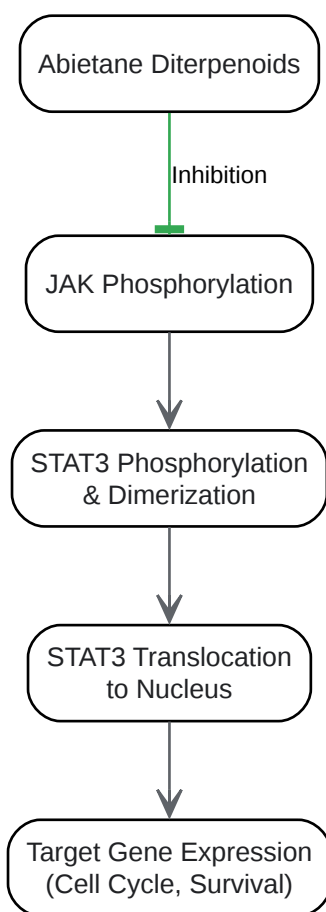 Abietane Diterpenoids
Inhibition
JAK Phosphorylation
STAT3 Phosphorylation
& Dimerization
STAT3 Translocation
to Nucleus
Target Gene Expression
(Cell Cycle, Survival)